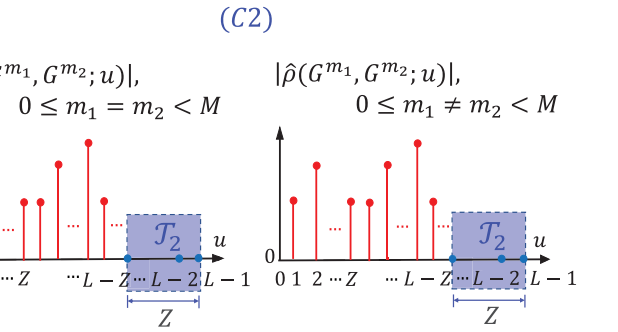 (C2)
^{m_1}, G^{m_2}; u)|,
0 ≤ m_1 = m_2 < M
|ρ̂(G^{m_1}, G^{m_2}; u)|,
0 ≤ m_1 ≠ m_2 < M
... ... ...
𝒯_2
u
... Z ... L − Z ... L − 2 L − 1
Z
... ... ...
𝒯_2
u
0
0 1 2 ... Z ... L − Z ... L − 2 L − 1
Z